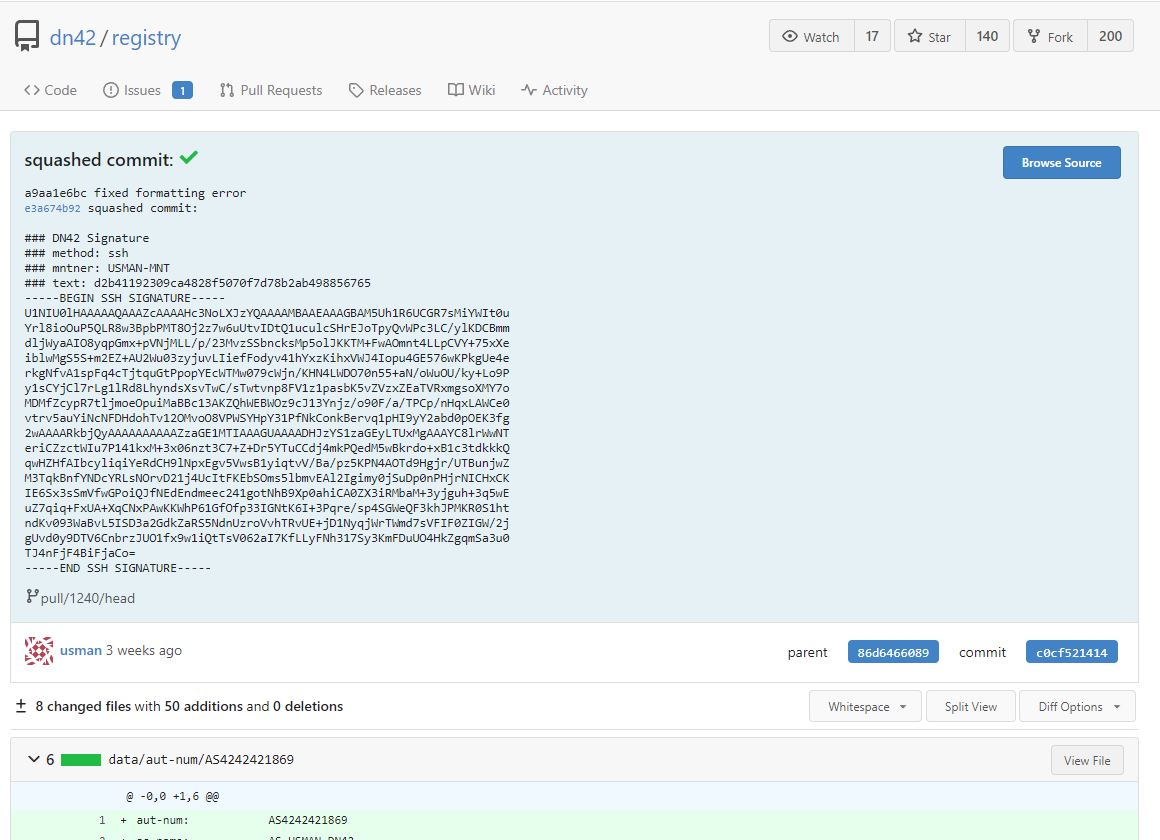 dn42 / registry
Watch 17 Star 140 Fork 200
Code Issues 1 Pull Requests Releases Wiki Activity
squashed commit:
Browse Source
a9aa1e6bc fixed formatting error
e3a674b92 squashed commit:
### DN42 Signature
### method: ssh
### mntner: USMAN-MNT
### text: d2b41192309ca4828f5070f7d78b2ab498856765
-----BEGIN SSH SIGNATURE-----
U1NIU0lHAAAAAQAAAZcAAAAHc3NoLXJzYQAAAAMBAAEAAAGBAM5Uh1R6UCGR7sMiYWIt0u
Yrl8ioOuP5QLR8w3BpbPMT8Oj2z7w6uUtvIDtQ1uculcSHrEJoTpyQvWPc3LC/ylKDCBmm
dljWyaAIO8yqpGmx+pVNjMLL/p/23MvzSSbncksMp5olJKKTM+FwAOmnt4LLpCVY+75xXe
iblwMgS5S+m2EZ+AU2Wu03zyjuvLIiefFodyv41hYxzKihxVWJ4Iopu4GE576wKPkgUe4e
rkgNfvA1spFq4cTjtquGtPpopYEcWTMw079cWjn/KHN4LWDO70n55+aN/oWuOU/ky+Lo9P
y1sCYjCl7rLg1lRd8LhyndsXsvTwC/sTwtvnp8FV1z1pasbK5vZVzxZEaTVRxmgsoXMY7o
MDMfZcypR7tljmoeOpuiMaBBc13AKZQhWEBWOz9cJ13Ynjz/o90F/a/TPCp/nHqxLAWCe0
vtrv5auYiNcNFDHdohTv12OMvoO8VPWSYHpY31PfNkConkBervq1pHI9yY2abd0pOEK3fg
2wAAAARkbjQyAAAAAAAAAAZzaGE1MTIAAAGUAAAADHJzYS1zaGEyLTUxMgAAAYC8lrWwNT
eriCZzctWIu7P141kxM+3x06nzt3C7+Z+Dr5YTuCCdj4mkPQedM5wBkrdo+xB1c3tdkkkQ
qwHZHfAIbcyliqiYeRdCH9lNpxEgv5VwsB1yiqtvV/Ba/pz5KPN4AOTd9Hgjr/UTBunjwZ
M3TqkBnfYNDcYRLsNOrvD21j4UcItFKEbSOms5lbmvEAl2Igimy0jSuDp0nPHjrNICHxCK
IE6Sx3sSmVfwGPoiQJfNEdEndmeec241gotNhB9Xp0ahiCA0ZX3iRMbaM+3yjguh+3q5wE
uZ7qiq+FxUA+XqCNxPAwKKWhP61GfOfp33IGNtK6I+3Pqre/sp4SGWeQF3khJPMKR0S1ht
ndKv093WaBvL5ISD3a2GdkZaRS5NdnUzroVvhTRvUE+jD1NyqjWrTWmd7sVFIF0ZIGW/2j
gUvd0y9DTV6CnbrzJUO1fx9w1iQtTsV062aI7KfLLyFNh317Sy3KmFDuUO4HkZgqmSa3u0
TJ4nFjF4BiFjaCo=
-----END SSH SIGNATURE-----
pull/1240/head
usman 3 weeks ago parent 86d6466089 commit c0cf521414
8 changed files with 50 additions and 0 deletions Whitespace Split View Diff Options
6 data/aut-num/AS4242421869 View File
@ -0,0 +1,6 @@
1 + aut-num: AS4242421869